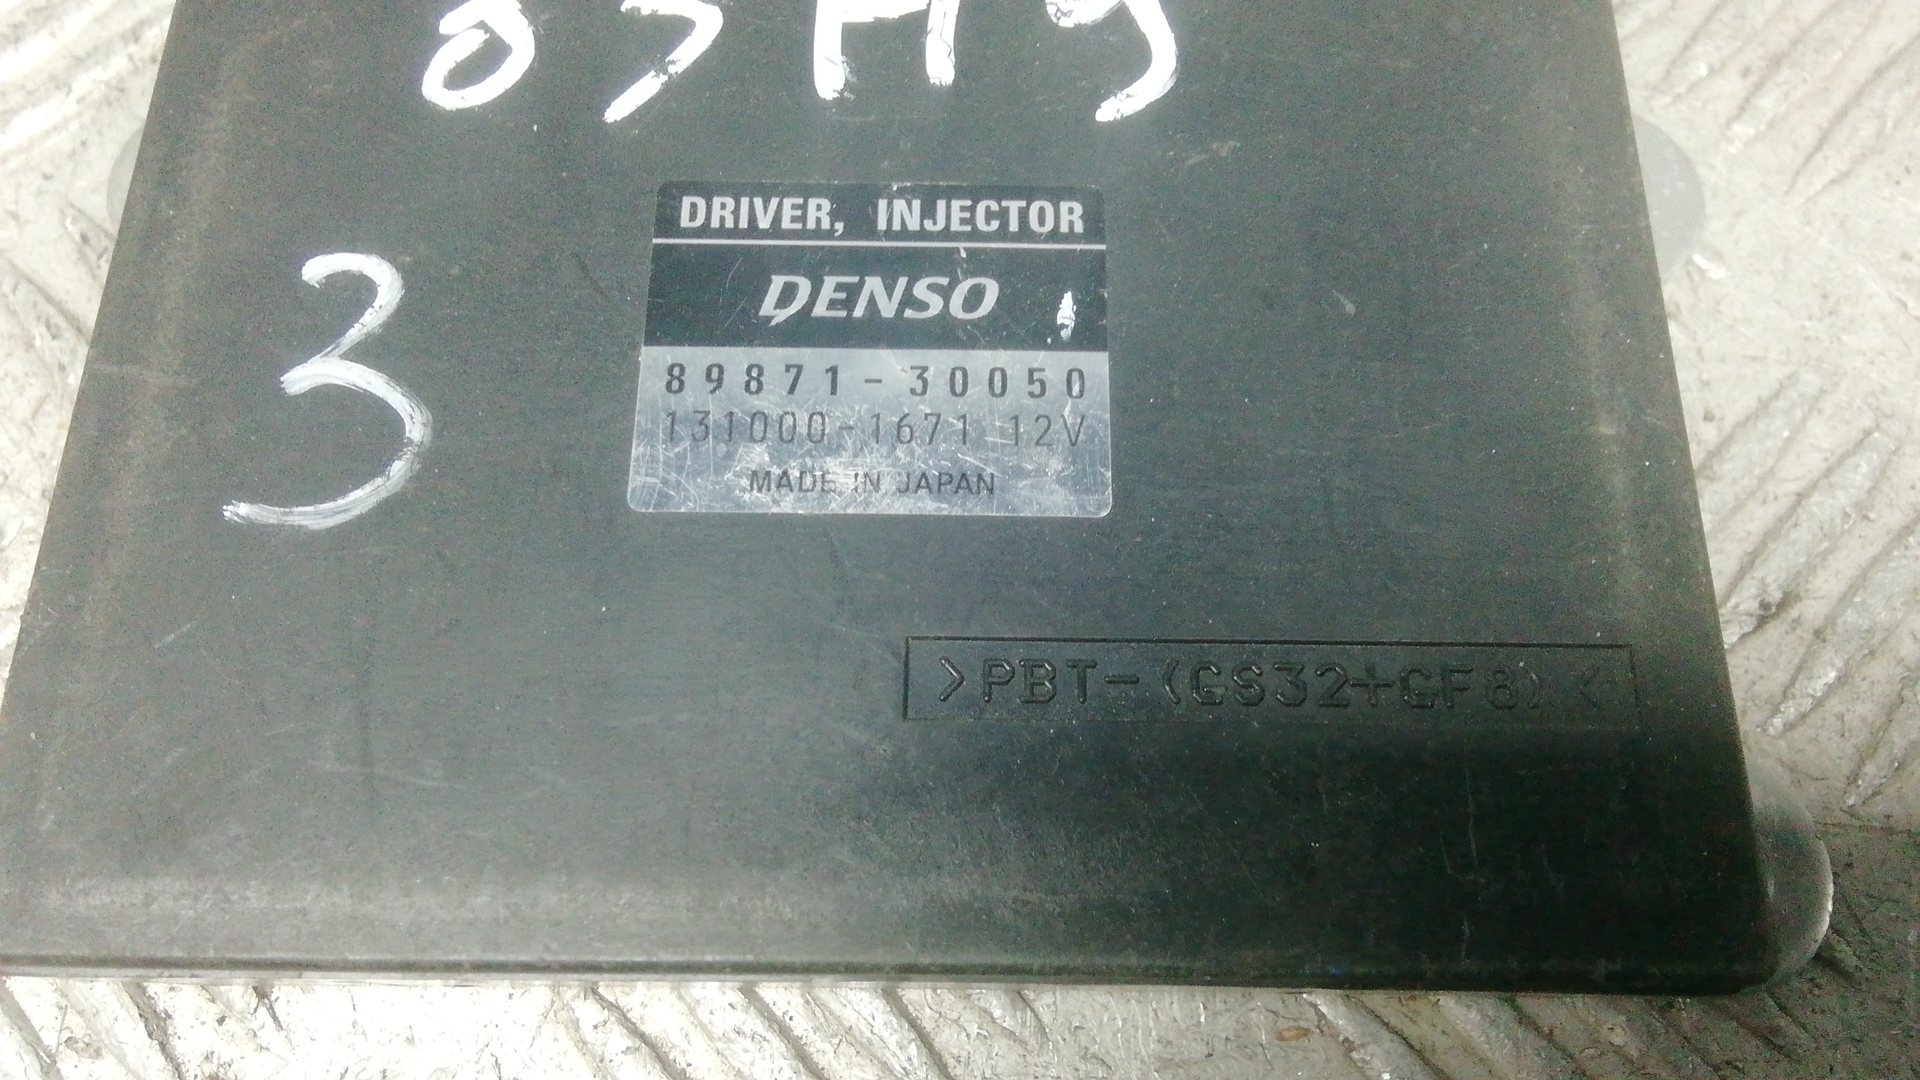 DRIVER, INJECTOR
DENSO
89871-30050
131000-1671 12V
MADE IN JAPAN
3
>PBT-(GS32+GF8)<